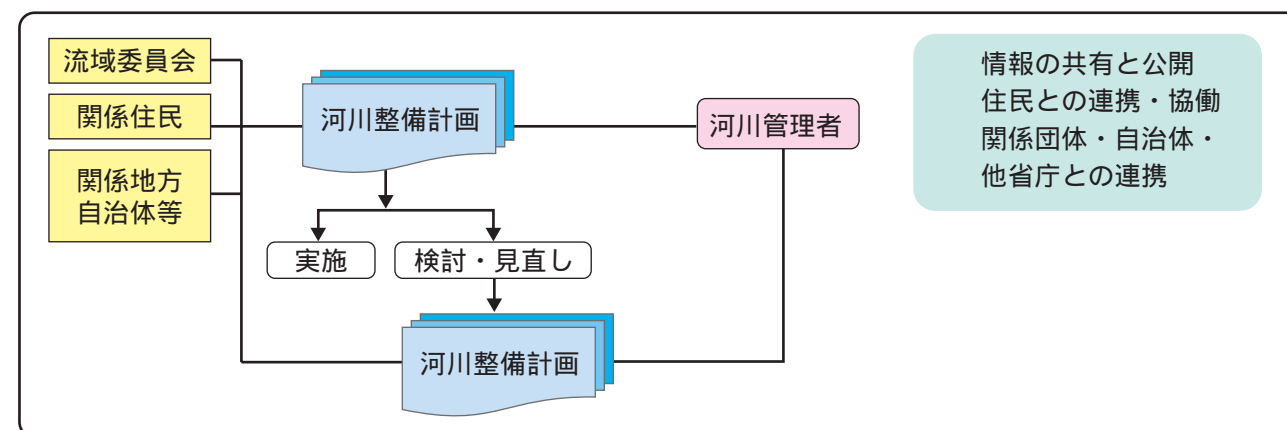 流域委員会
関係住民
関係地方
自治体等
河川整備計画
河川管理者
実施
検討・見直し
河川整備計画
情報の共有と公開
住民との連携・協働
関係団体・自治体・
他省庁との連携